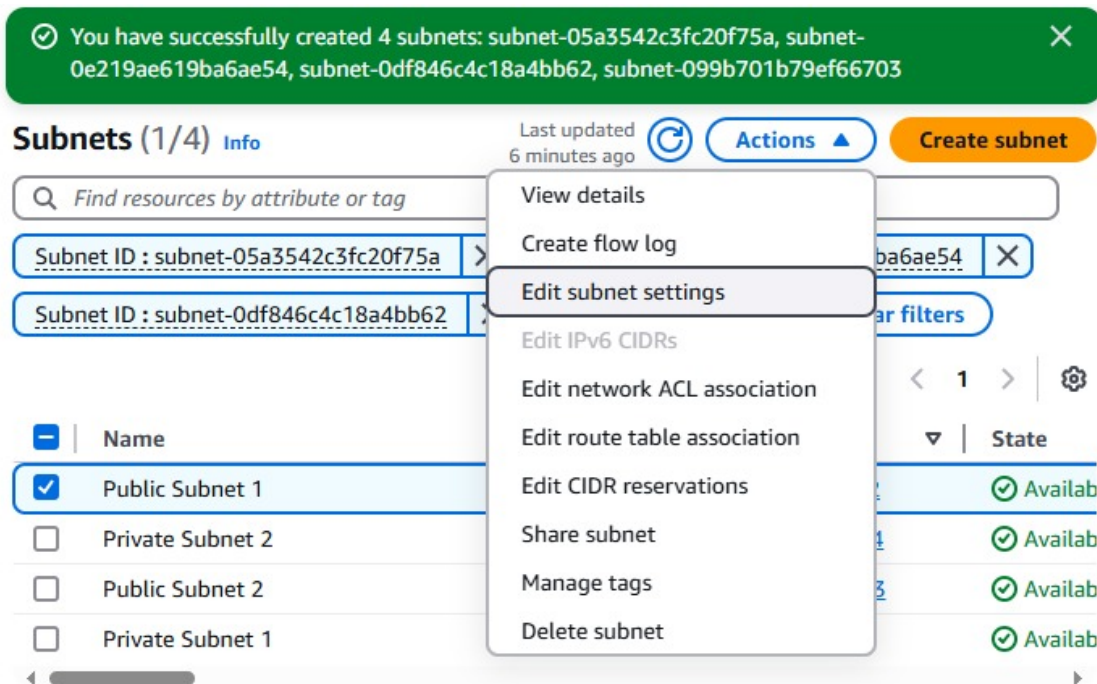 You have successfully created 4 subnets: subnet-05a3542c3fc20f75a, subnet-
0e219ae619ba6ae54, subnet-0df846c4c18a4bb62, subnet-099b701b79ef66703
Subnets (1/4) Info
Last updated
6 minutes ago
Actions
Create subnet
Find resources by attribute or tag
View details
Create flow log
Subnet ID : subnet-05a3542c3fc20f75a
ba6ae54
Edit subnet settings
Subnet ID : subnet-0df846c4c18a4bb62
ar filters
Edit IPv6 CIDRs
1
Edit network ACL association
Name
Edit route table association
State
Public Subnet 1
Edit CIDR reservations
Availab
Private Subnet 2
Share subnet
4
Availab
Public Subnet 2
Manage tags
3
Availab
Private Subnet 1
Delete subnet
Availab